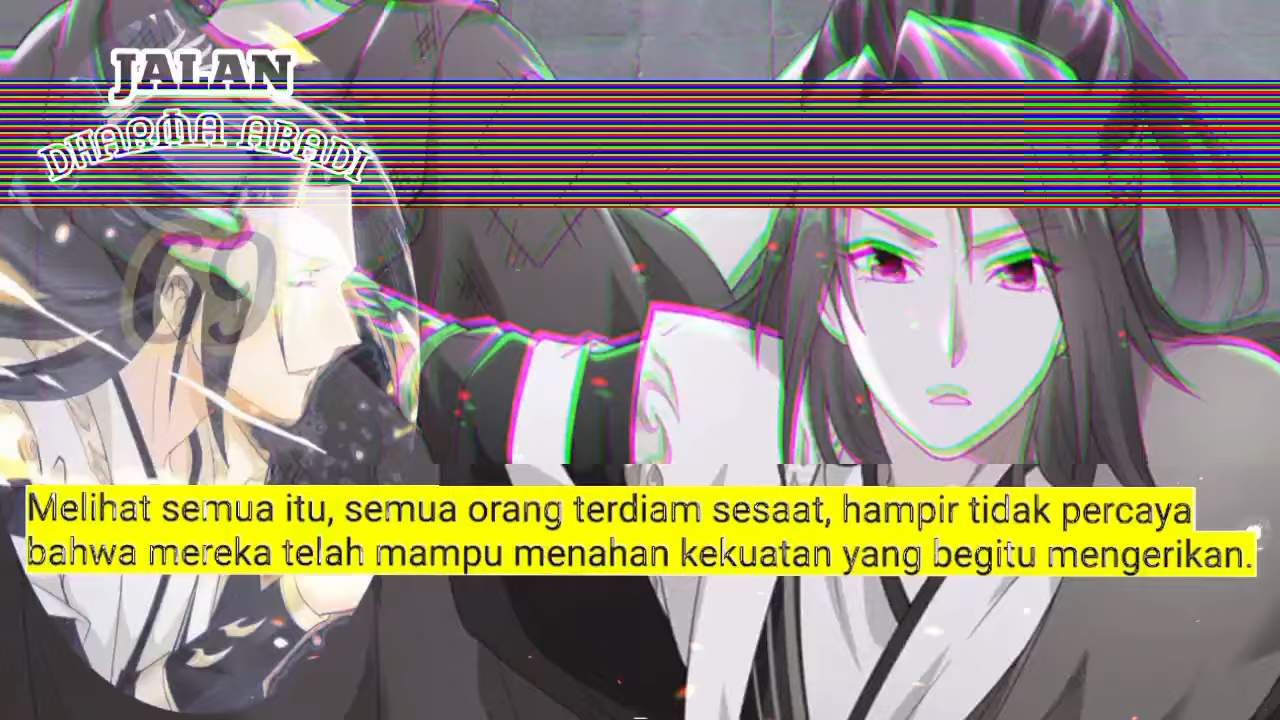 JALAN
DHARMA ABADI
69
Melihat semua itu, semua orang terdiam sesaat, hampir tidak percaya
bahwa mereka telah mampu menahan kekuatan yang begitu mengerikan.